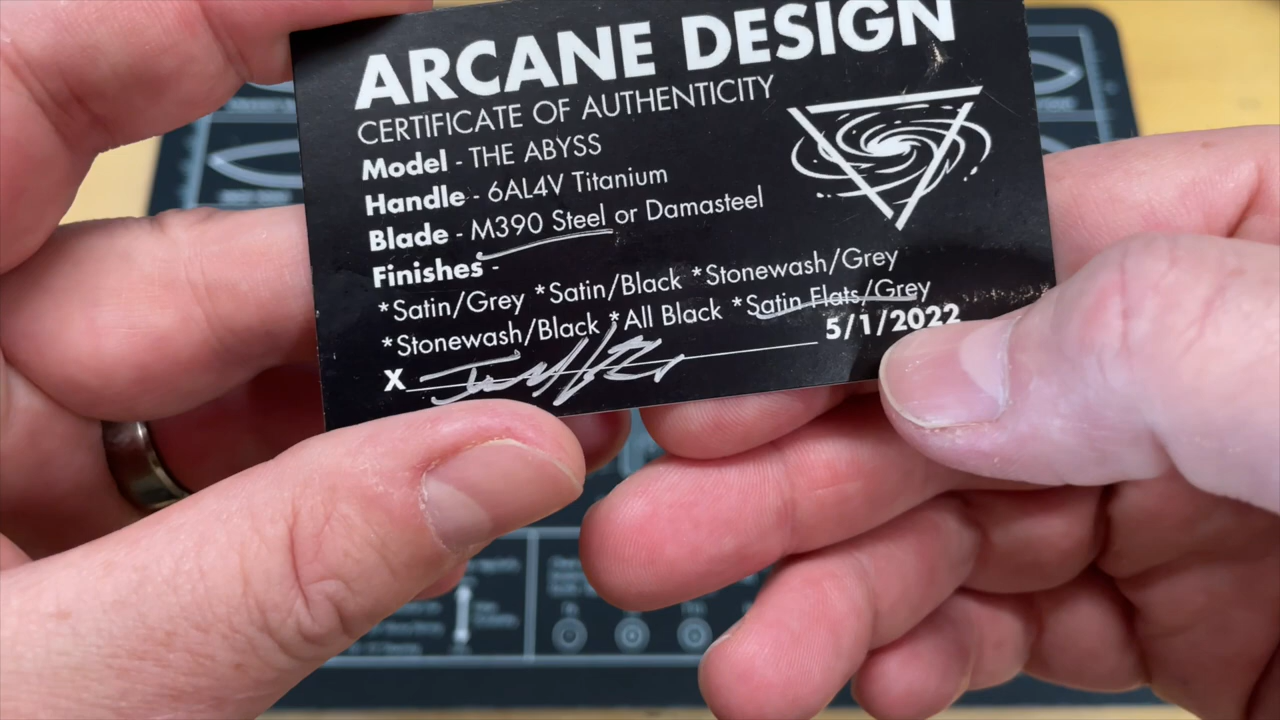 ARCANE DESIGN
CERTIFICATE OF AUTHENTICITY
Model - THE ABYSS
Handle - 6AL4V Titanium
Blade - M390 Steel or Damasteel
Finishes -
*Satin/Grey *Satin/Black *Stonewash/Grey
*Stonewash/Black *All Black *Satin Flats/Grey
X
5/1/2022